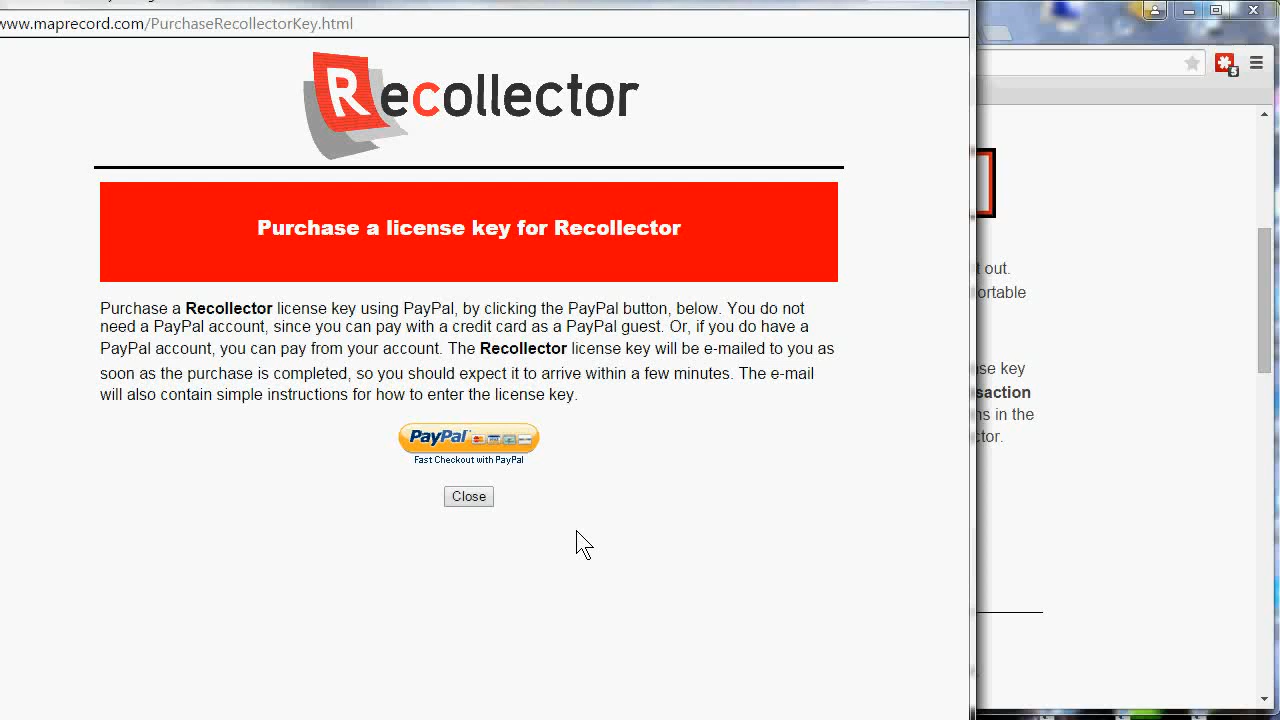 www.maprecord.com/PurchaseRecollectorKey.html
Recollector
Purchase a license key for Recollector
Purchase a Recollector license key using PayPal, by clicking the PayPal button, below. You do not
need a PayPal account, since you can pay with a credit card as a PayPal guest. Or, if you do have a
PayPal account, you can pay from your account. The Recollector license key will be e-mailed to you as
soon as the purchase is completed, so you should expect it to arrive within a few minutes. The e-mail
will also contain simple instructions for how to enter the license key.
PayPal
Fast Checkout with PayPal
Close
5
t out.
ortable
nse key
saction
ns in the
ctor.